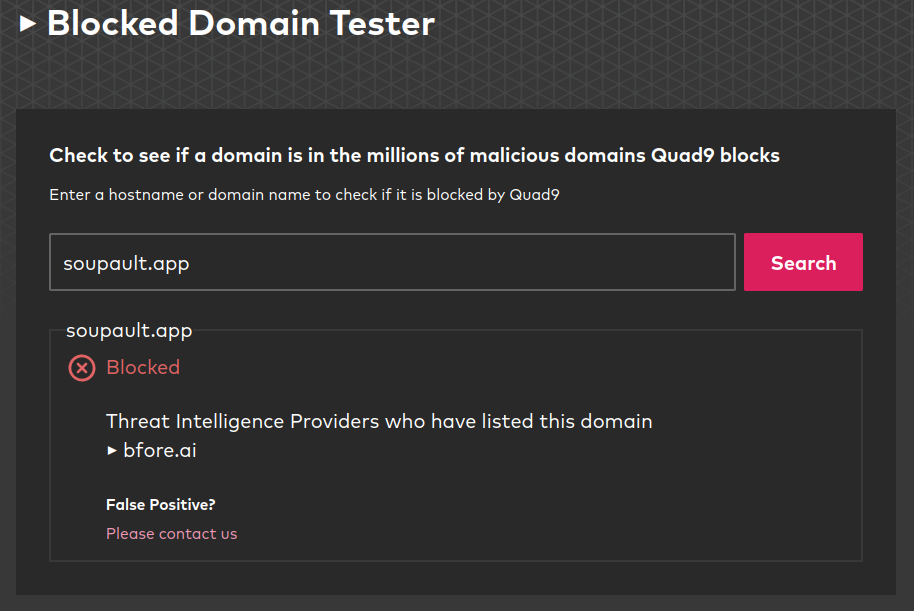 ▸ Blocked Domain Tester
Check to see if a domain is in the millions of malicious domains Quad9 blocks
Enter a hostname or domain name to check if it is blocked by Quad9
soupault.app
Search
soupault.app
Blocked
Threat Intelligence Providers who have listed this domain
▸ bfore.ai
False Positive?
Please contact us